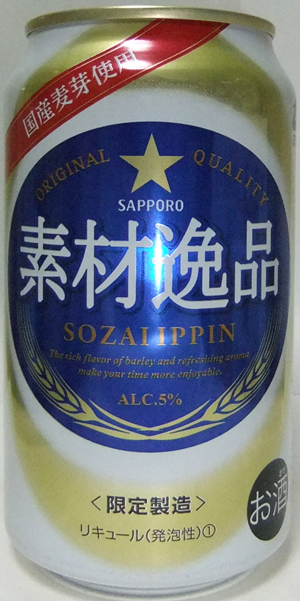 国産麦芽使用
ORIGINAL QUALITY
SAPPORO
素材逸品
SOZAI IPPIN
The rich flavor of barley and refreshing aroma
make your time more enjoyable.
ALC.5%
<限定製造>
リキュール(発泡性)①
お酒